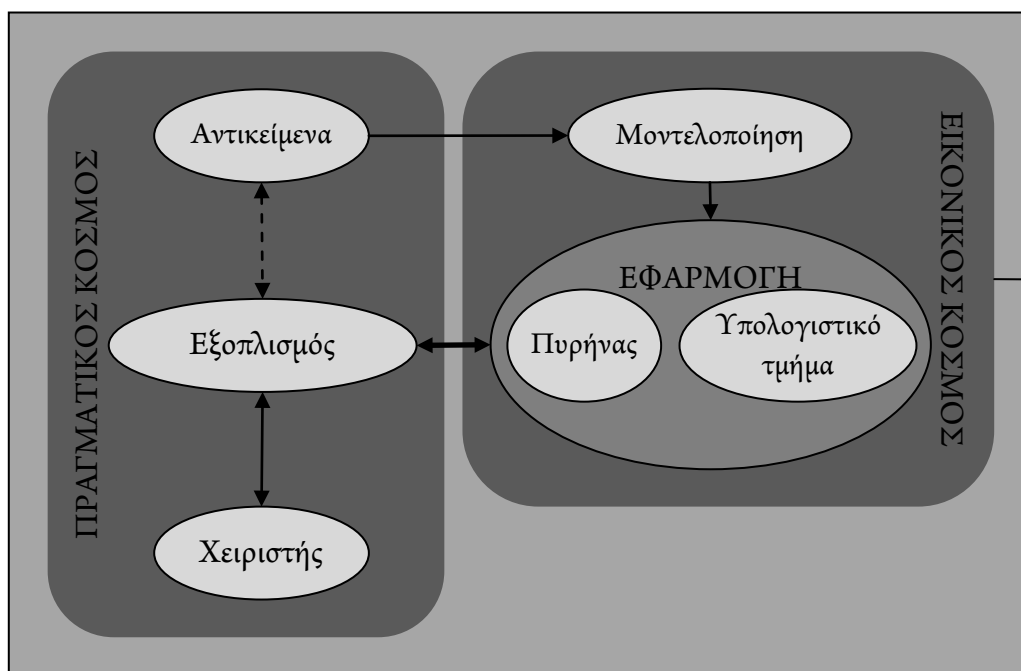 ΠΡΑΓΜΑΤΙΚΟΣ ΚΟΣΜΟΣ
Αντικείμενα
Εξοπλισμός
Χειριστής
Μοντελοποίηση
ΕΦΑΡΜΟΓΗ
Πυρήνας
Υπολογιστικό
τμήμα
ΕΙΚΟΝΙΚΟΣ ΚΟΣΜΟΣ